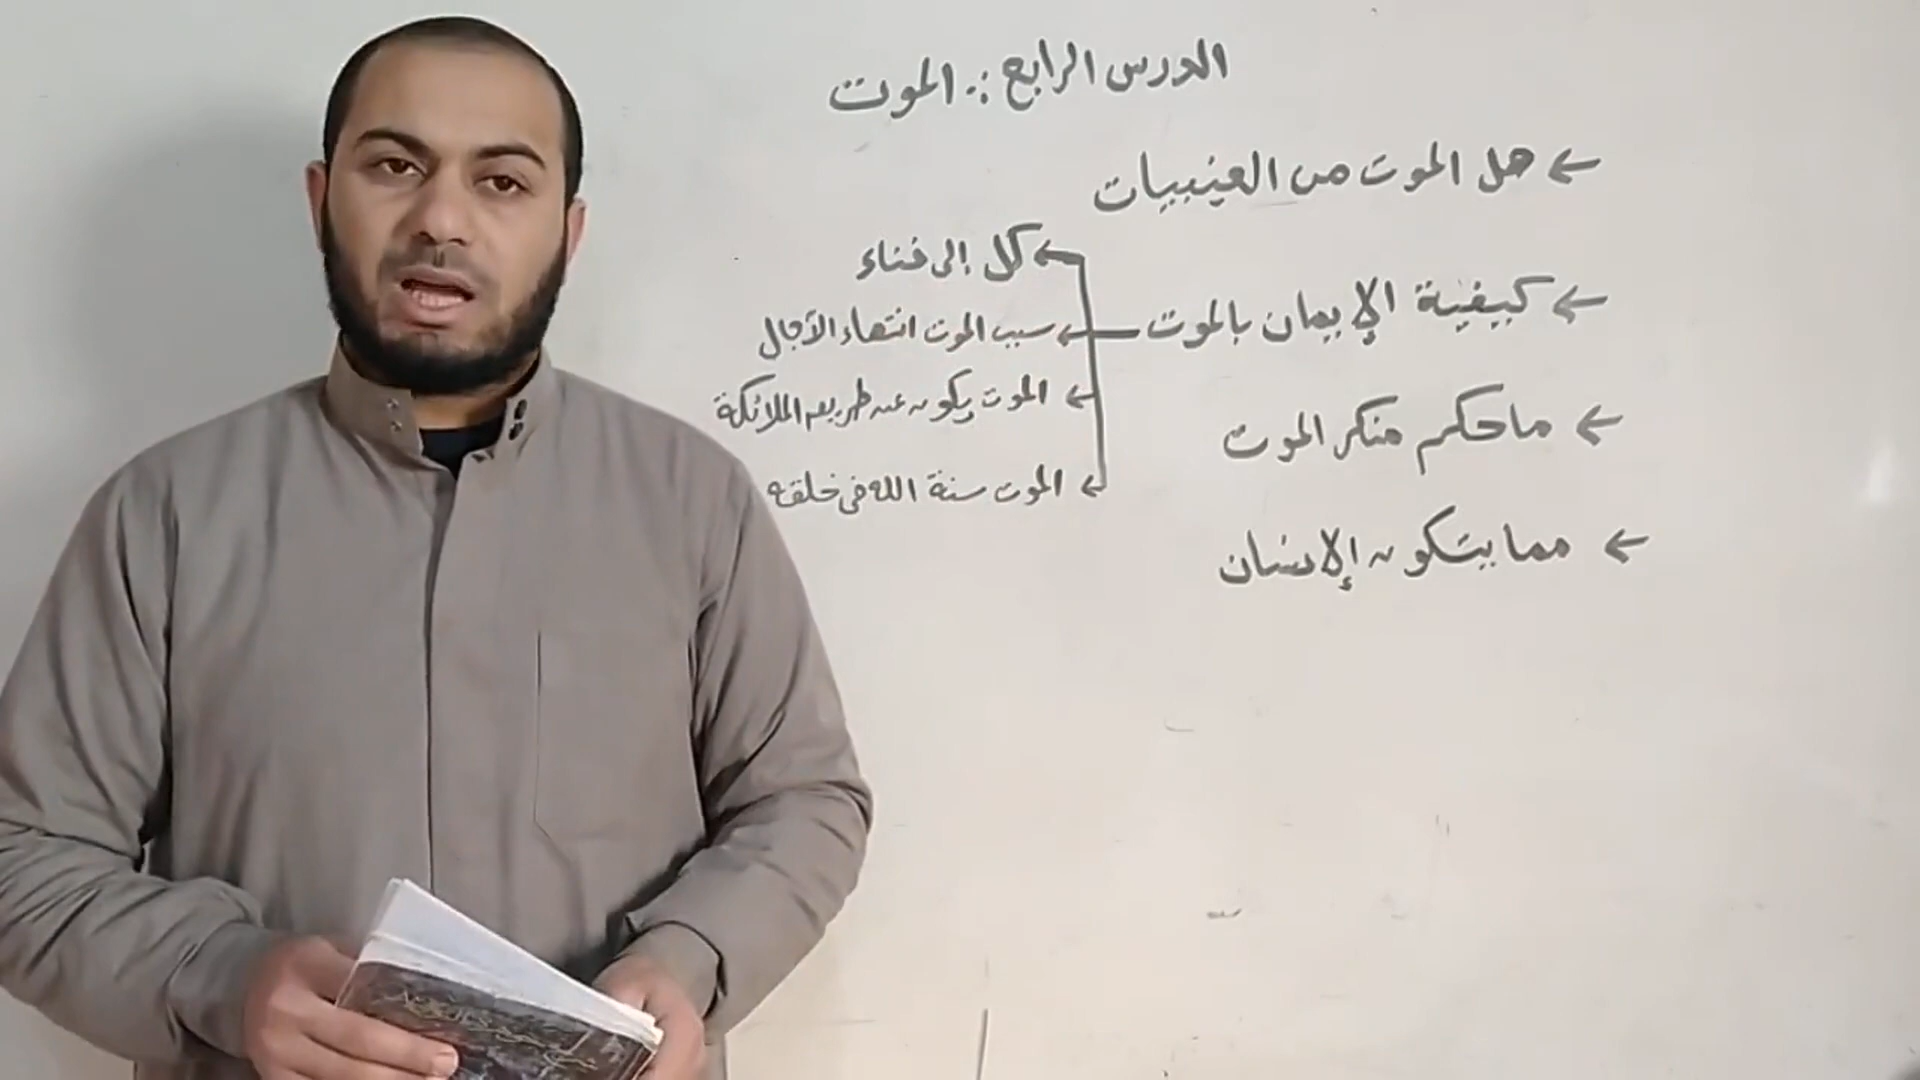 الدرس الرابع :. الموت
← هل الموت من الغيبيات
← كيفية الإيمان بالموت
← كل إلى فناء
← سبب الموت انتهاء الآجال
← الموت يكون عن طريق الملائكة
← الموت سنة الله في خلقه
← ما حكم منكر الموت
← مما يتكون الإنسان